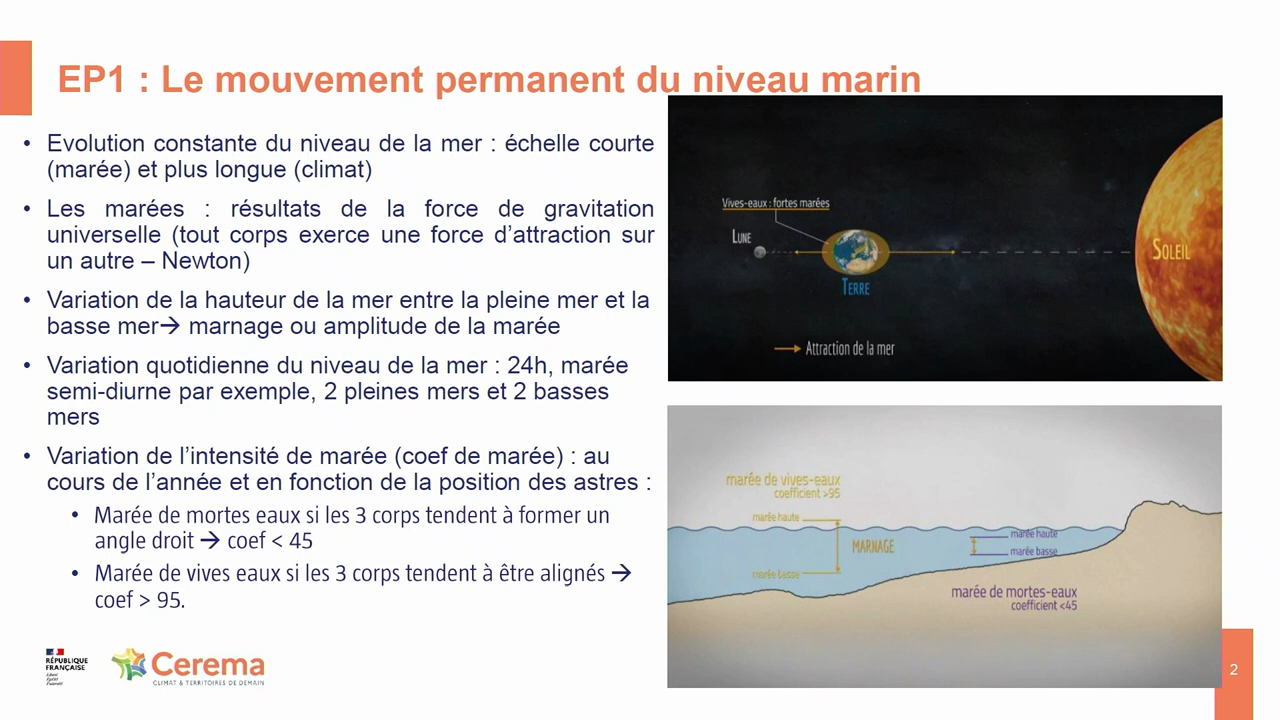 EP1 : Le mouvement permanent du niveau marin
• Evolution constante du niveau de la mer : échelle courte
(marée) et plus longue (climat)
• Les marées : résultats de la force de gravitation
universelle (tout corps exerce une force d’attraction sur
un autre – Newton)
• Variation de la hauteur de la mer entre la pleine mer et la
basse mer→ marnage ou amplitude de la marée
• Variation quotidienne du niveau de la mer : 24h, marée
semi-diurne par exemple, 2 pleines mers et 2 basses
mers
• Variation de l’intensité de marée (coef de marée) : au
cours de l’année et en fonction de la position des astres :
• Marée de mortes eaux si les 3 corps tendent à former un
angle droit → coef < 45
• Marée de vives eaux si les 3 corps tendent à être alignés →
coef > 95.
Vives-eaux : fortes marées
LUNE
SOLEIL
TERRE
Attraction de la mer
marée de vives-eaux
coefficient >95
marée haute
MARNAGE
marée basse
marée haute
marée basse
marée de mortes-eaux
coefficient <45
RÉPUBLIQUE
FRANÇAISE
Liberté
Égalité
Fraternité
Cerema
CLIMAT & TERRITOIRES DE DEMAIN
2